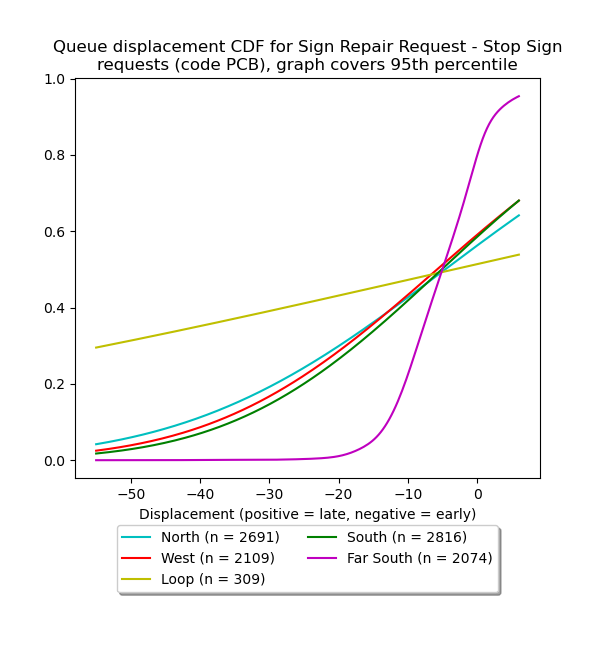 Queue displacement CDF for Sign Repair Request - Stop Sign
requests (code PCB), graph covers 95th percentile
1.0
0.8
0.6
0.4
0.2
0.0
−50 −40 −30 −20 −10 0
Displacement (positive = late, negative = early)
North (n = 2691) South (n = 2816)
West (n = 2109) Far South (n = 2074)
Loop (n = 309)